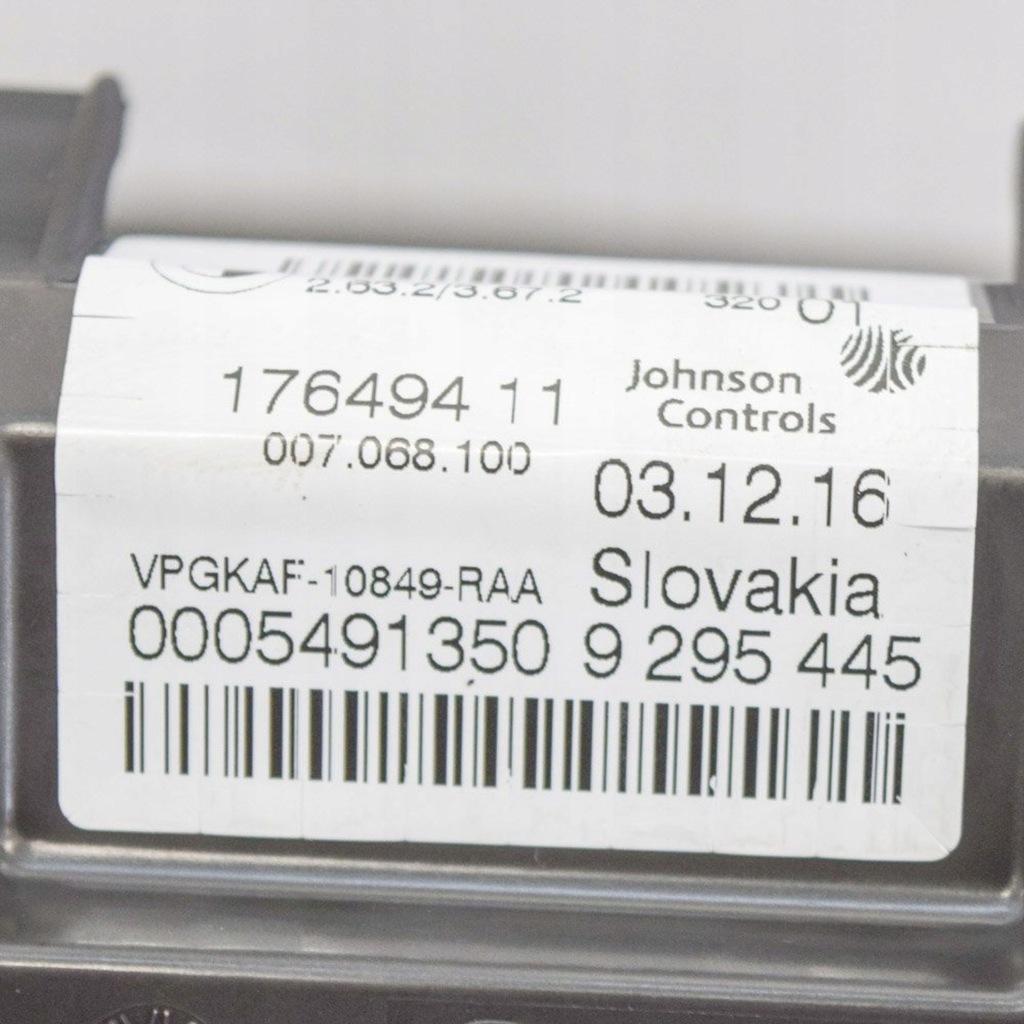 2.63.2/3.67.2 320 01
176494 11
Johnson
Controls
007.068.100
03.12.16
VPGKAF-10849-RAA
Slovakia
0005491350 9 295 445